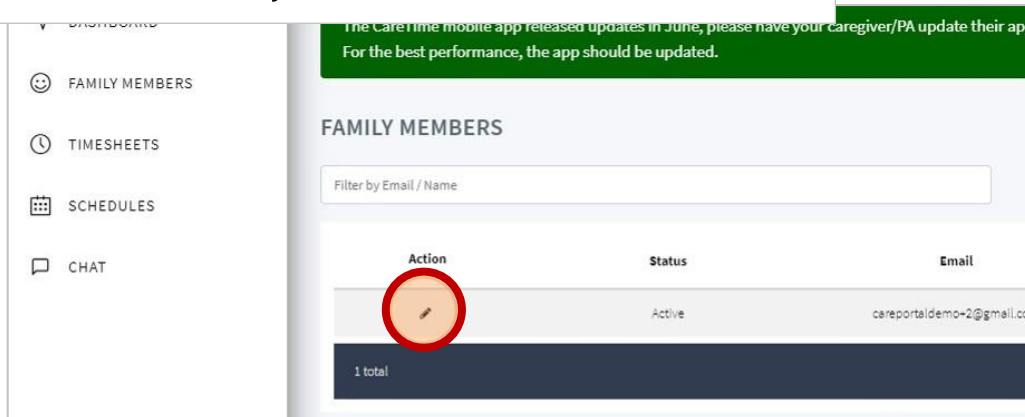 DASHBOARD
The CareTime mobile app released updates in June, please have your caregiver/PA update their ap
For the best performance, the app should be updated.
FAMILY MEMBERS
TIMESHEETS
SCHEDULES
CHAT
FAMILY MEMBERS
Filter by Email / Name
Action Status Email
Active careportaldemo+2@gmail.co
1 total